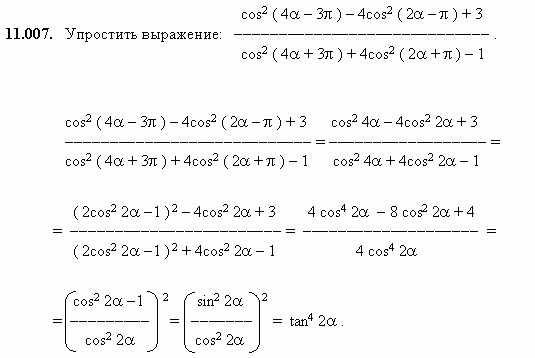 11.007. Упростить выражение: cos² ( 4α – 3π ) – 4cos² ( 2α – π ) + 3
–––––––––––––––––––––––––––– .
cos² ( 4α + 3π ) + 4cos² ( 2α + π ) – 1
cos² ( 4α – 3π ) – 4cos² ( 2α – π ) + 3     cos² 4α – 4cos² 2α + 3
–––––––––––––––––––––––––––– = ––––––––––––––––– =
cos² ( 4α + 3π ) + 4cos² ( 2α + π ) – 1     cos² 4α + 4cos² 2α – 1
( 2cos² 2α – 1 )² – 4cos² 2α + 3     4 cos⁴ 2α – 8 cos² 2α + 4
= ––––––––––––––––––––––– = ––––––––––––––––––– =
( 2cos² 2α – 1 )² + 4cos² 2α – 1     4 cos⁴ 2α
( cos² 2α – 1 )²     ( sin² 2α )²
= ( ––––––––– ) = ( ––––––– ) = tan⁴ 2α .
cos² 2α     cos² 2α